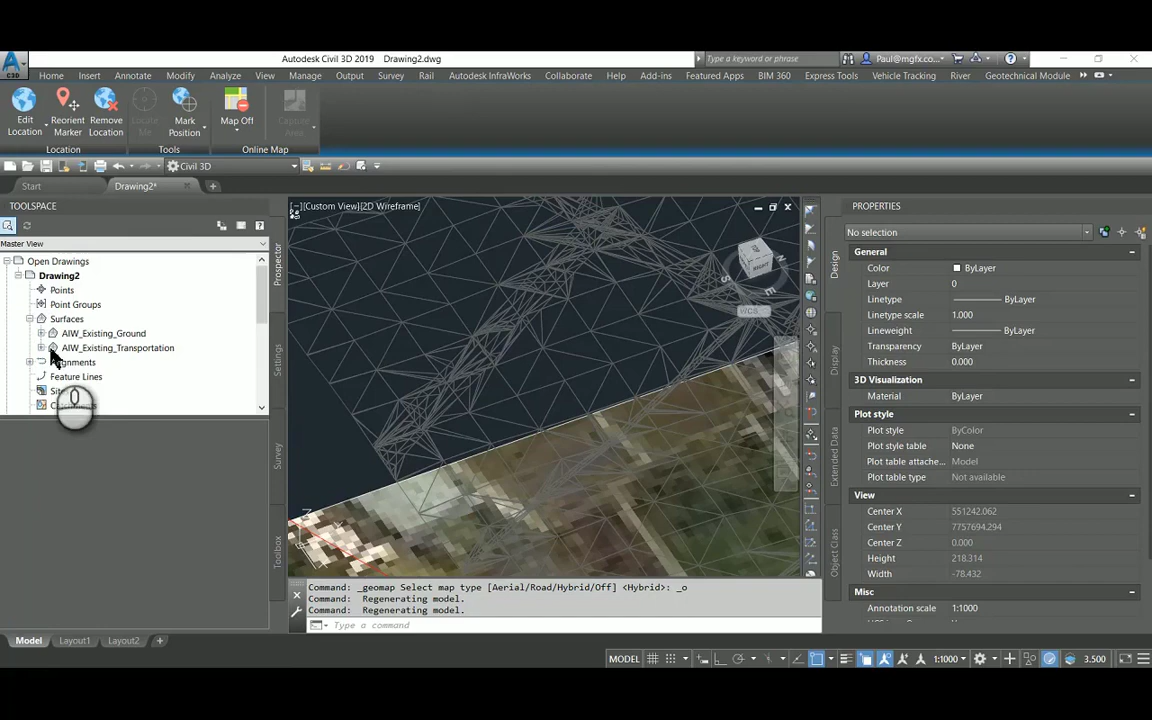 Autodesk Civil 3D 2019 Drawing2.dwg
Type a keyword or phrase
Paul@mgfx.co...
C3D
Home Insert Annotate Modify Analyze View Manage Output Survey Rail Autodesk InfraWorks Collaborate Help Add-ins Featured Apps BIM 360 Express Tools Vehicle Tracking River Geotechnical Module
Edit Location
Reorient Marker
Remove Location
Locate Me
Mark Position
Map Off
Capture Area
Location
Tools
Online Map
Civil 3D
Start
Drawing2*
TOOLSPACE
Master View
Open Drawings
Drawing2
Points
Point Groups
Surfaces
AIW_Existing_Ground
AIW_Existing_Transportation
Feature Lines
Prospector
Settings
Survey
Toolbox
[−][Custom View][2D Wireframe]
RIGHT
S
N
E
WCS
Design
Display
Extended Data
Object Class
PROPERTIES
No selection
General
Color ByLayer
Layer 0
Linetype ByLayer
Linetype scale 1.000
Lineweight ByLayer
Transparency ByLayer
Thickness 0.000
3D Visualization
Material ByLayer
Plot style
Plot style ByColor
Plot style table None
Plot table attache... Model
Plot table type Not available
View
Center X 551242.062
Center Y 7757694.294
Center Z 0.000
Height 218.314
Width -78.432
Misc
Annotation scale 1:1000
Command: _geomap Select map type [Aerial/Road/Hybrid/Off] <Hybrid>: _o
Command: Regenerating model.
Command: Regenerating model.
Type a command
Model Layout1 Layout2
MODEL 1:1000 3.500